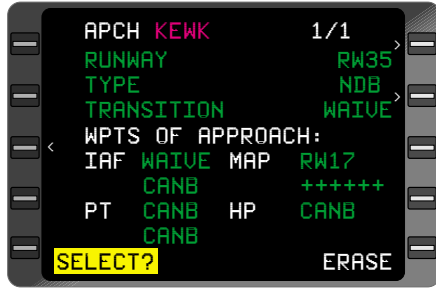 APCH KEWK 1/1
RUNWAY RW35
TYPE NDB
TRANSITION WAIVE
WPTS OF APPROACH:
IAF WAIVE MAP RW17
CANB ++++++
PT CANB HP CANB
CANB
SELECT? ERASE